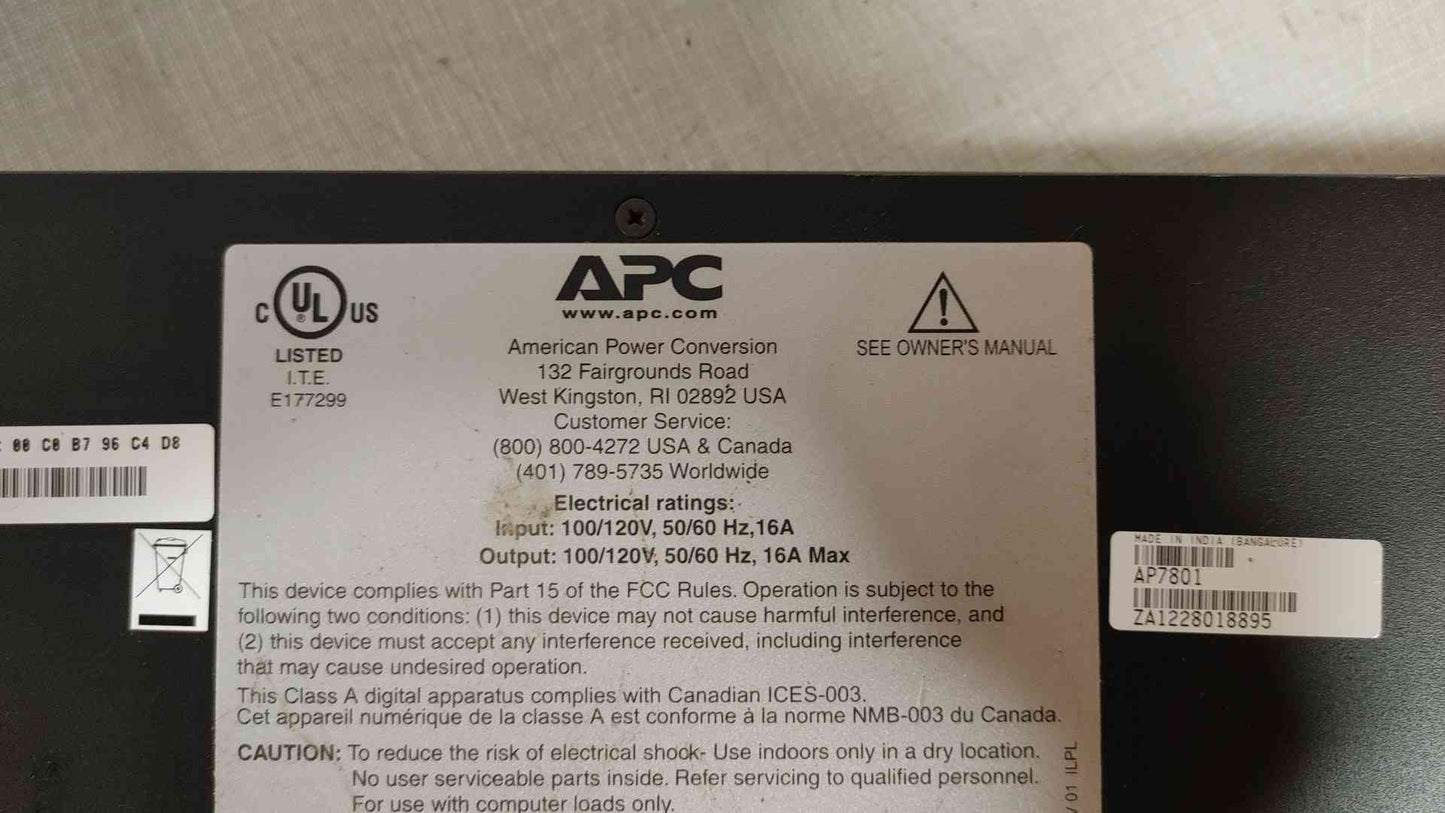 C UL ® US
LISTED
I.T.E.
E177299
APC
www.apc.com
American Power Conversion
132 Fairgrounds Road
West Kingston, RI 02892 USA
Customer Service:
(800) 800-4272 USA & Canada
(401) 789-5735 Worldwide
Electrical ratings:
Input: 100/120V, 50/60 Hz,16A
Output: 100/120V, 50/60 Hz, 16A Max
SEE OWNER'S MANUAL
This device complies with Part 15 of the FCC Rules. Operation is subject to the
following two conditions: (1) this device may not cause harmful interference, and
(2) this device must accept any interference received, including interference
that may cause undesired operation.
This Class A digital apparatus complies with Canadian ICES-003.
Cet appareil numérique de la classe A est conforme à la norme NMB-003 du Canada.
CAUTION: To reduce the risk of electrical shock- Use indoors only in a dry location.
No user serviceable parts inside. Refer servicing to qualified personnel.
For use with computer loads only.
01 ILPL
: 00 C0 B7 96 C4 D8
MADE IN INDIA (BANGALORE)
AP7801
ZA1228018895